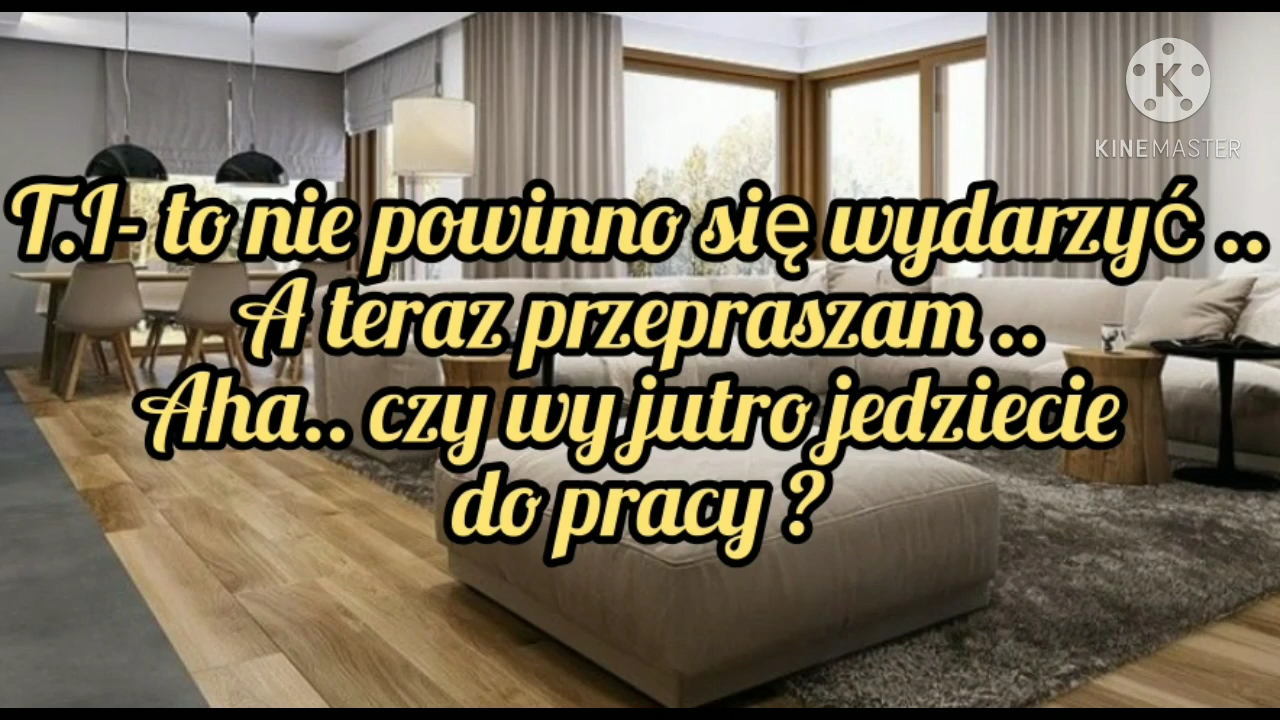 K
KINEMASTER
T.I- to nie powinno się wydarzyć ..
A teraz przepraszam ..
Aha.. czy wy jutro jedziecie
do pracy ?